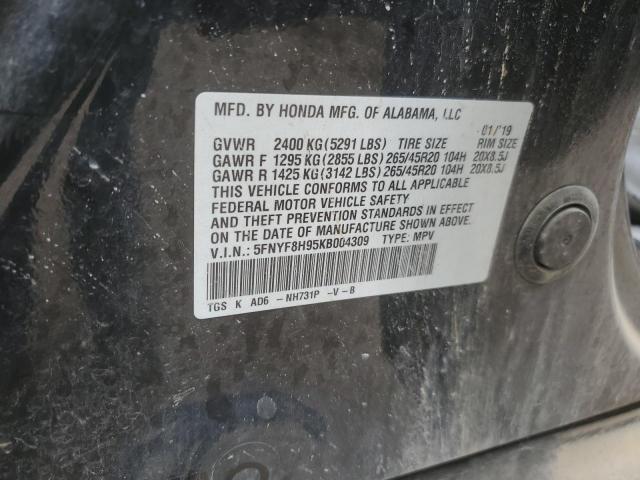 MFD. BY HONDA MFG. OF ALABAMA, LLC 01/19
GVWR 2400 KG(5291 LBS) TIRE SIZE RIM SIZE
GAWR F 1295 KG(2855 LBS) 265/45R20 104H 20X8.5J
GAWR R 1425 KG(3142 LBS) 265/45R20 104H 20X8.5J
THIS VEHICLE CONFORMS TO ALL APPLICABLE
FEDERAL MOTOR VEHICLE SAFETY
AND THEFT PREVENTION STANDARDS IN EFFECT
ON THE DATE OF MANUFACTURE SHOWN ABOVE.
V.I.N.: 5FNYF8H95KB004309 TYPE: MPV
TGS K AD6 -NH731P -V-B